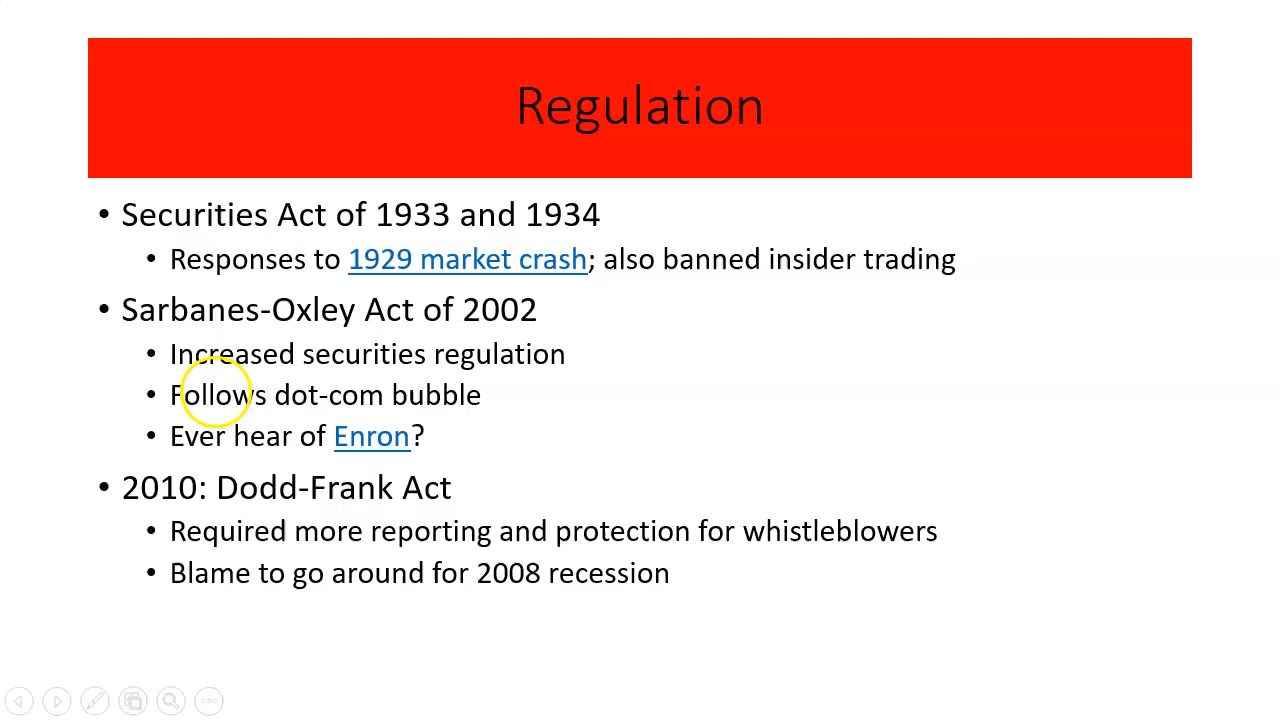 Regulation
• Securities Act of 1933 and 1934
• Responses to 1929 market crash; also banned insider trading
• Sarbanes-Oxley Act of 2002
• Increased securities regulation
• Follows dot-com bubble
• Ever hear of Enron?
• 2010: Dodd-Frank Act
• Required more reporting and protection for whistleblowers
• Blame to go around for 2008 recession